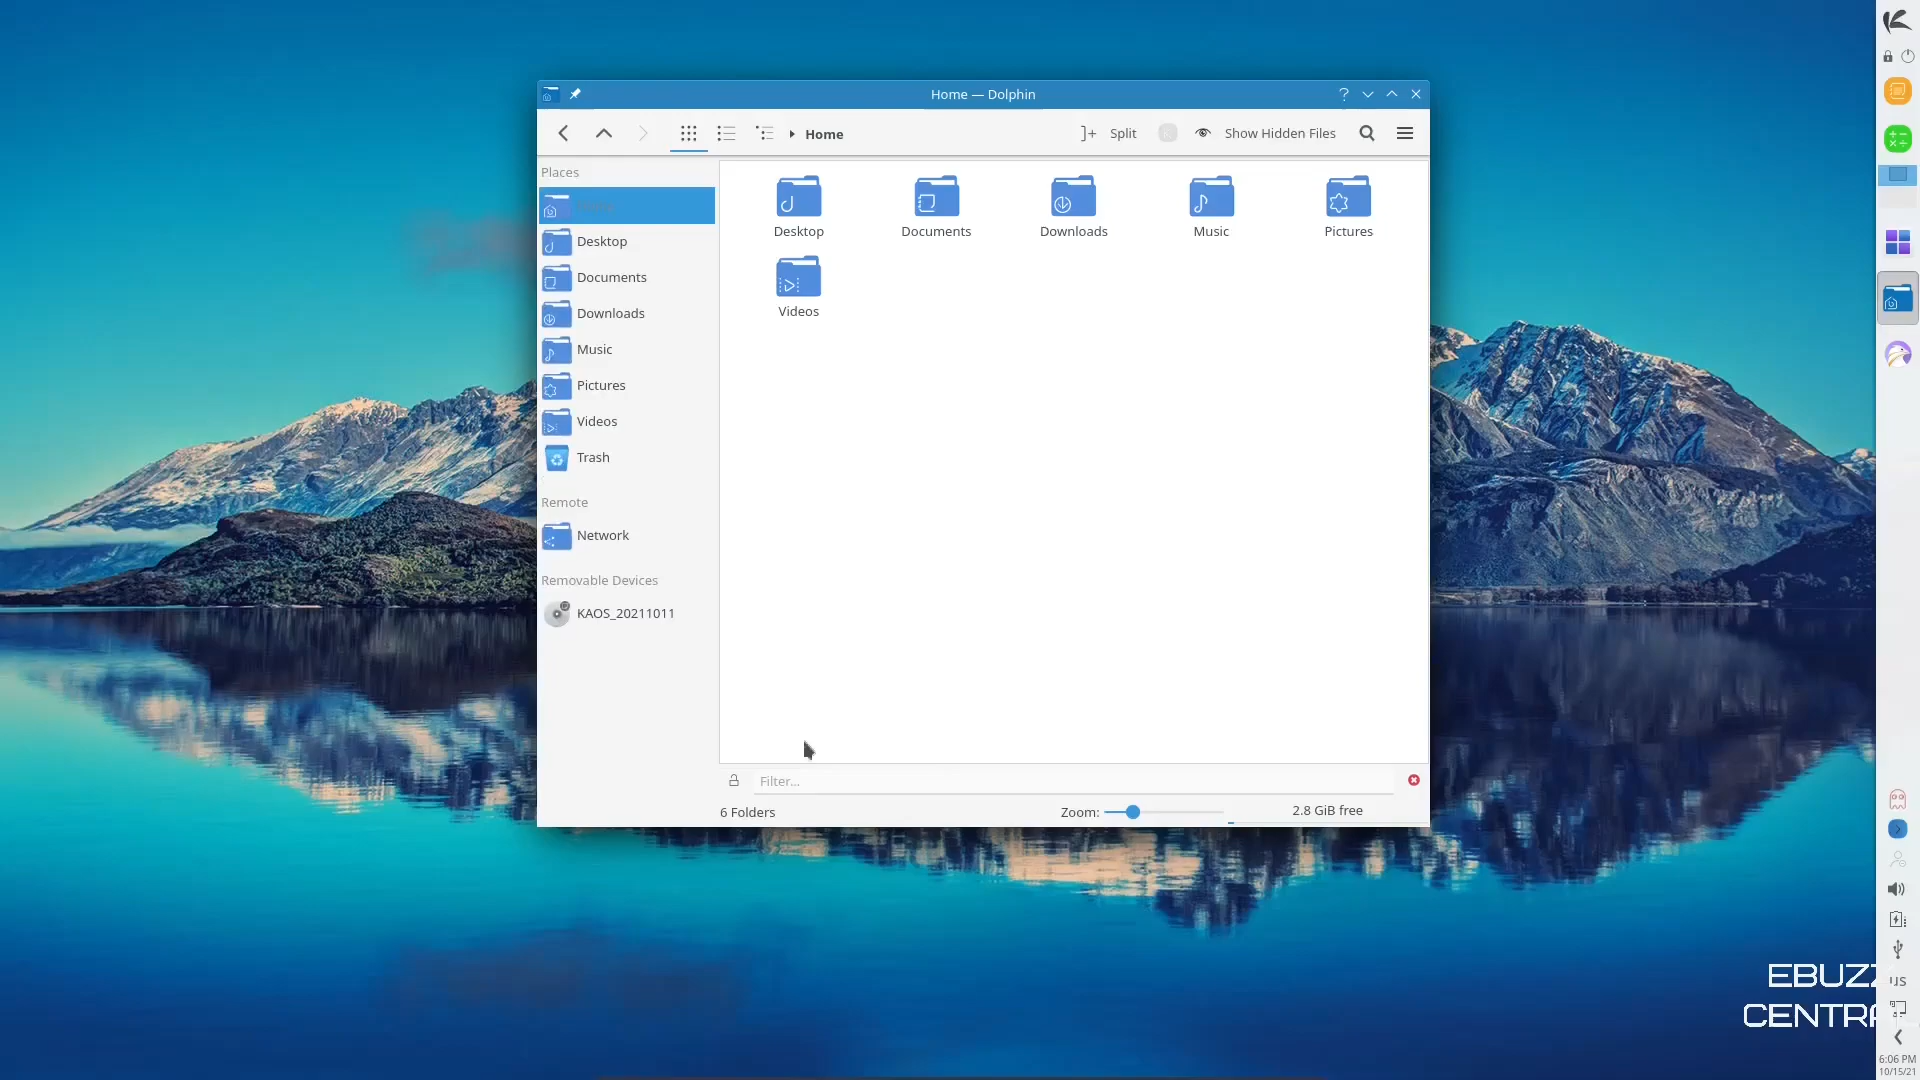 Home — Dolphin
Home
Split
Show Hidden Files
Places
Desktop
Documents
Downloads
Music
Pictures
Videos
Trash
Remote
Network
Removable Devices
KAOS_20211011
Desktop
Documents
Downloads
Music
Pictures
Videos
Filter...
6 Folders
Zoom:
2.8 GiB free
EBUZZ
CENTRA
us
6:06 PM
10/15/21